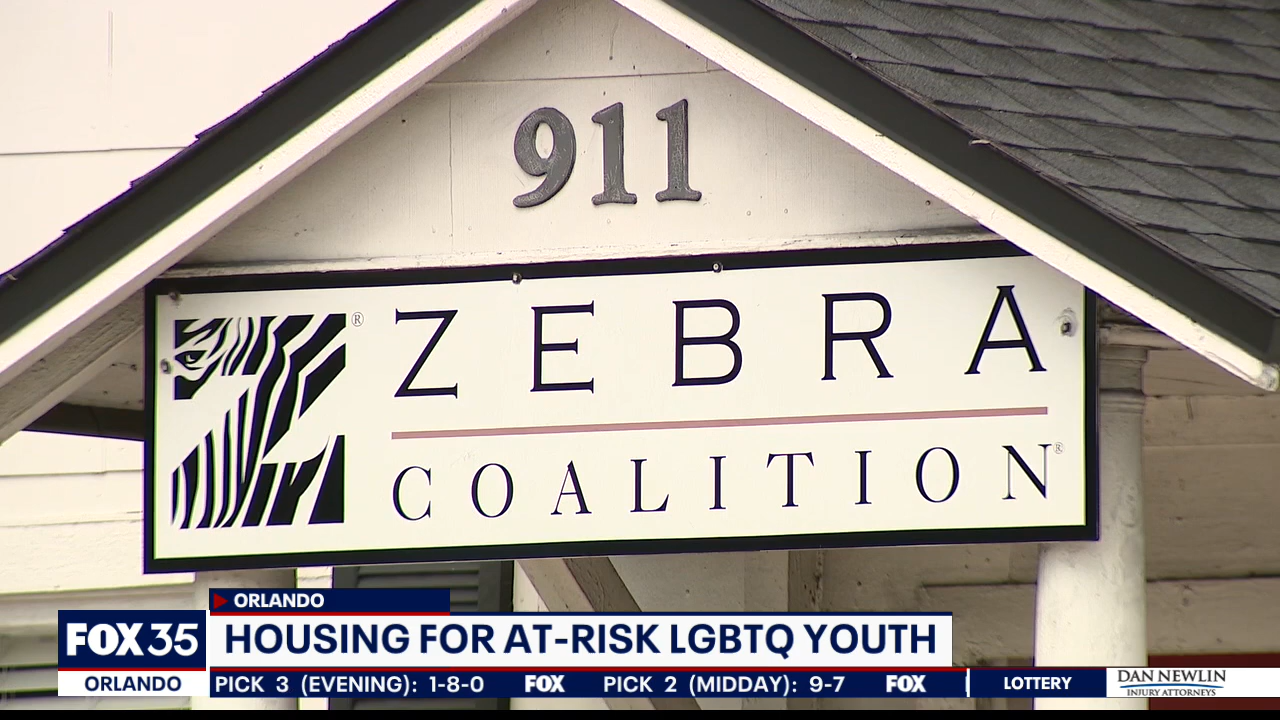 911
ZEBRA
®
COALITION®
ORLANDO
FOX 35
HOUSING FOR AT-RISK LGBTQ YOUTH
ORLANDO
PICK 3 (EVENING): 1-8-0 FOX PICK 2 (MIDDAY): 9-7 FOX LOTTERY
DAN NEWLIN
INJURY ATTORNEYS